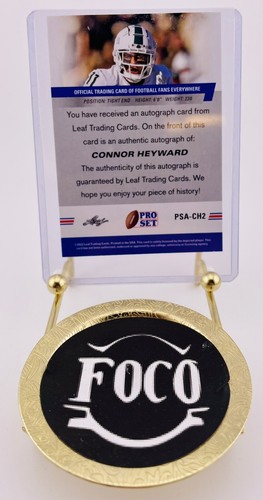 11
OFFICIAL TRADING CARD OF FOOTBALL FANS EVERYWHERE
POSITION: TIGHT END HEIGHT: 6'0" WEIGHT: 230
You have received an autograph card from
Leaf Trading Cards. On the front of this
card is an authentic autograph of:
CONNOR HEYWARD
The authenticity of this autograph is
guaranteed by Leaf Trading Cards. We
hope you enjoy your piece of history!
Leaf
PRO
SET
PSA-CH2
FOCO